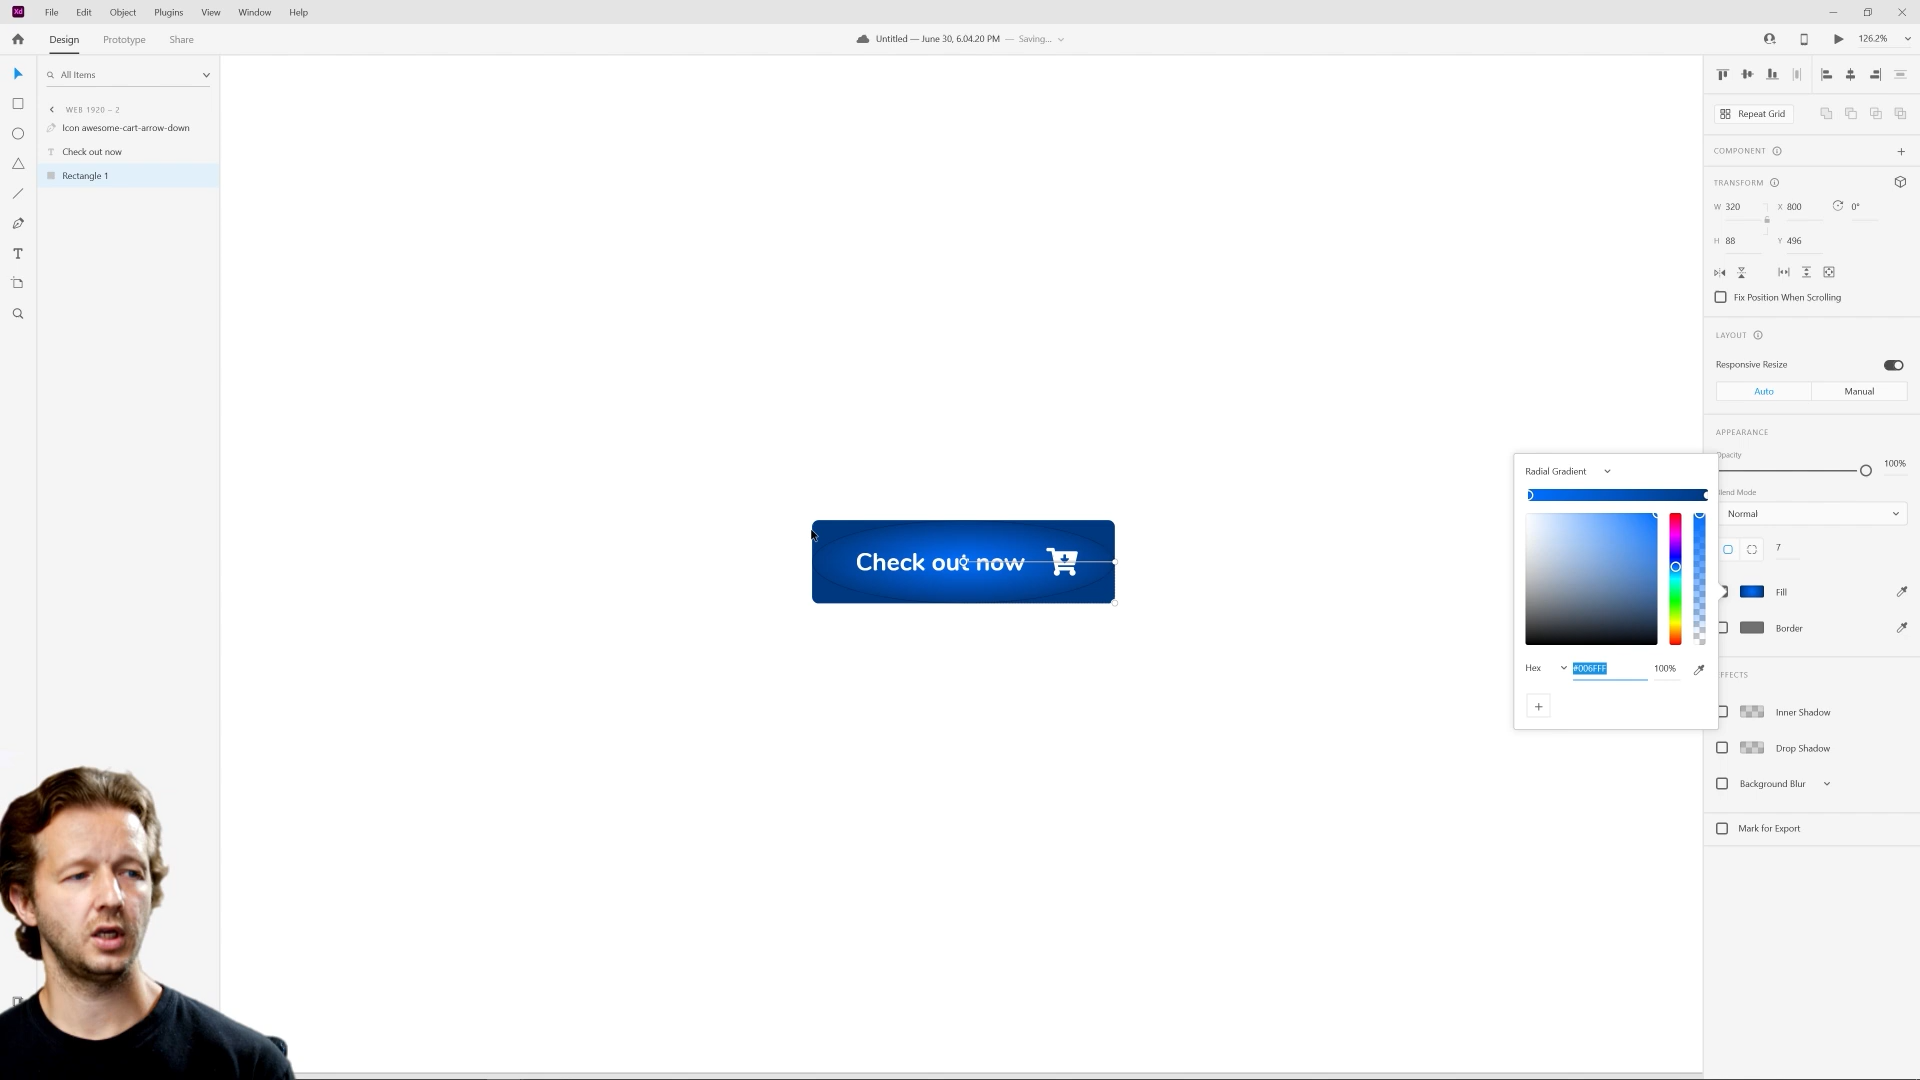 Xd File Edit Object Plugins View Window Help
Design Prototype Share Untitled — June 30, 6.04.20 PM — Saving... 126.2%
All Items
WEB 1920 – 2
Icon awesome-cart-arrow-down
T Check out now
Rectangle 1
Check out now
Repeat Grid
COMPONENT
TRANSFORM
W 320 X 800 0°
H 88 Y 496
Fix Position When Scrolling
LAYOUT
Responsive Resize
Auto Manual
APPEARANCE
Opacity
100%
Blend Mode
Normal
7
Fill
Border
EFFECTS
Inner Shadow
Drop Shadow
Background Blur
Mark for Export
Radial Gradient
Hex #006FFF 100%